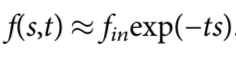 f(s,t) ≈ f_in exp(−ts).